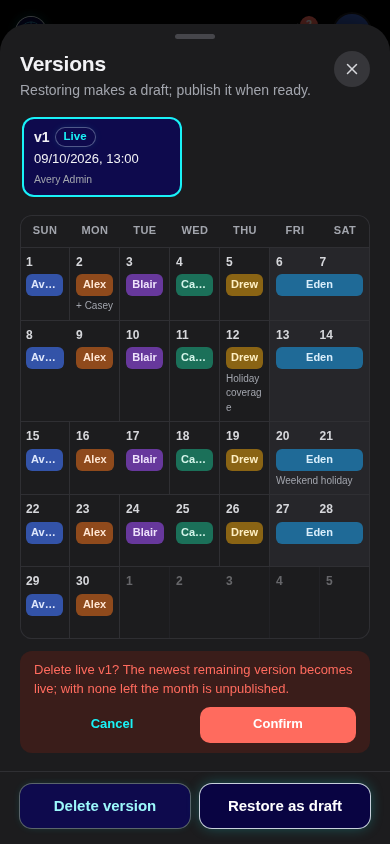 Versions
Restoring makes a draft; publish it when ready.
v1 Live
09/10/2026, 13:00
Avery Admin
SUN MON TUE WED THU FRI SAT
1 2 3 4 5 6 7
Av... Alex Blair Ca... Drew Eden
+ Casey
8 9 10 11 12 13 14
Av... Alex Blair Ca... Drew Eden
Holiday
coverag
e
15 16 17 18 19 20 21
Av... Alex Blair Ca... Drew Eden
Weekend holiday
22 23 24 25 26 27 28
Av... Alex Blair Ca... Drew Eden
29 30 1 2 3 4 5
Av... Alex
Delete live v1? The newest remaining version becomes
live; with none left the month is unpublished.
Cancel Confirm
Delete version Restore as draft